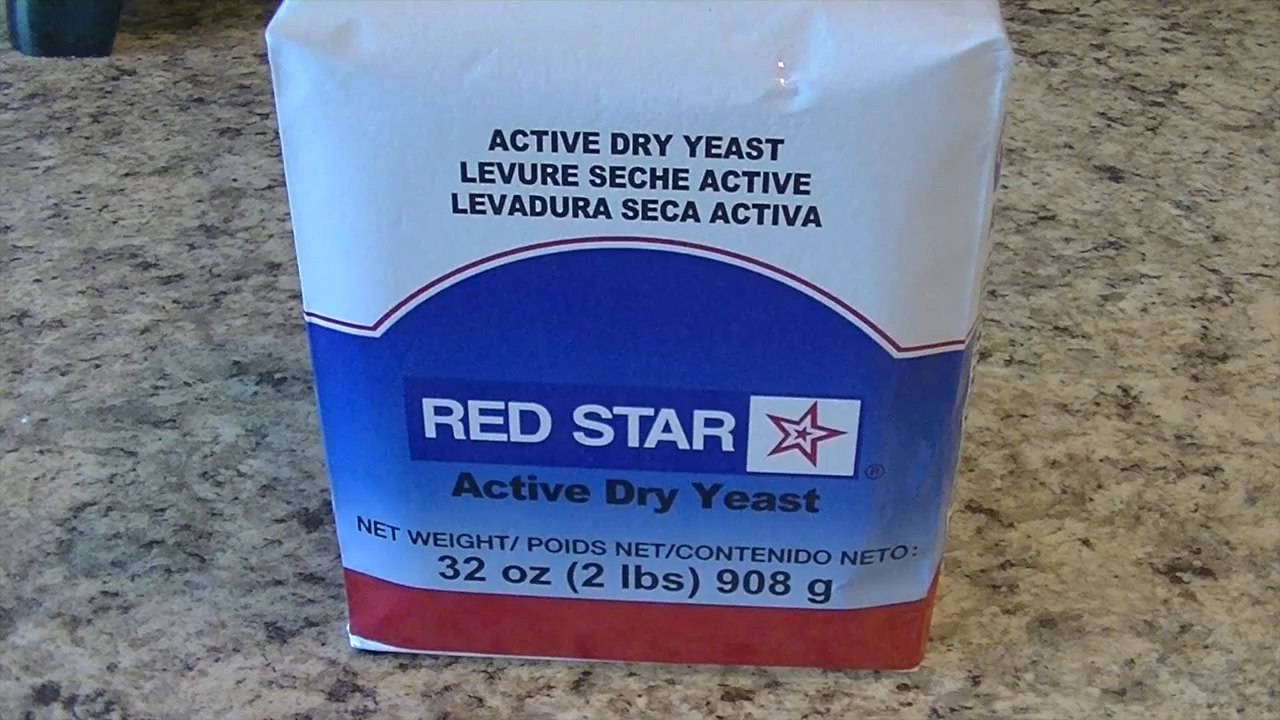 ACTIVE DRY YEAST
LEVURE SECHE ACTIVE
LEVADURA SECA ACTIVA
RED STAR
®
Active Dry Yeast
NET WEIGHT/ POIDS NET/CONTENIDO NETO:
32 oz (2 lbs) 908 g